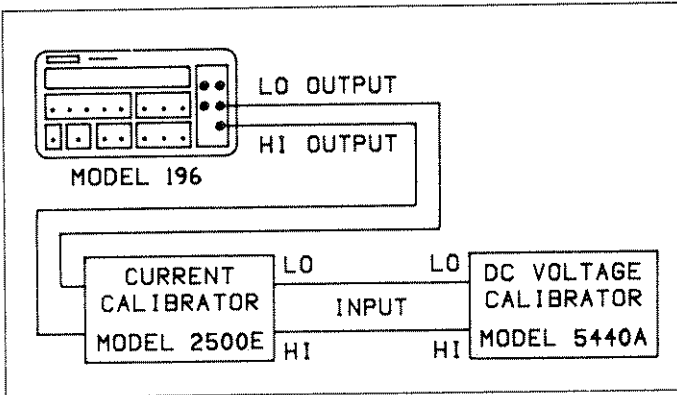 LO OUTPUT
HI OUTPUT
MODEL 196
CURRENT
CALIBRATOR
MODEL 2500E
LO
HI
INPUT
LO
HI
DC VOLTAGE
CALIBRATOR
MODEL 5440A